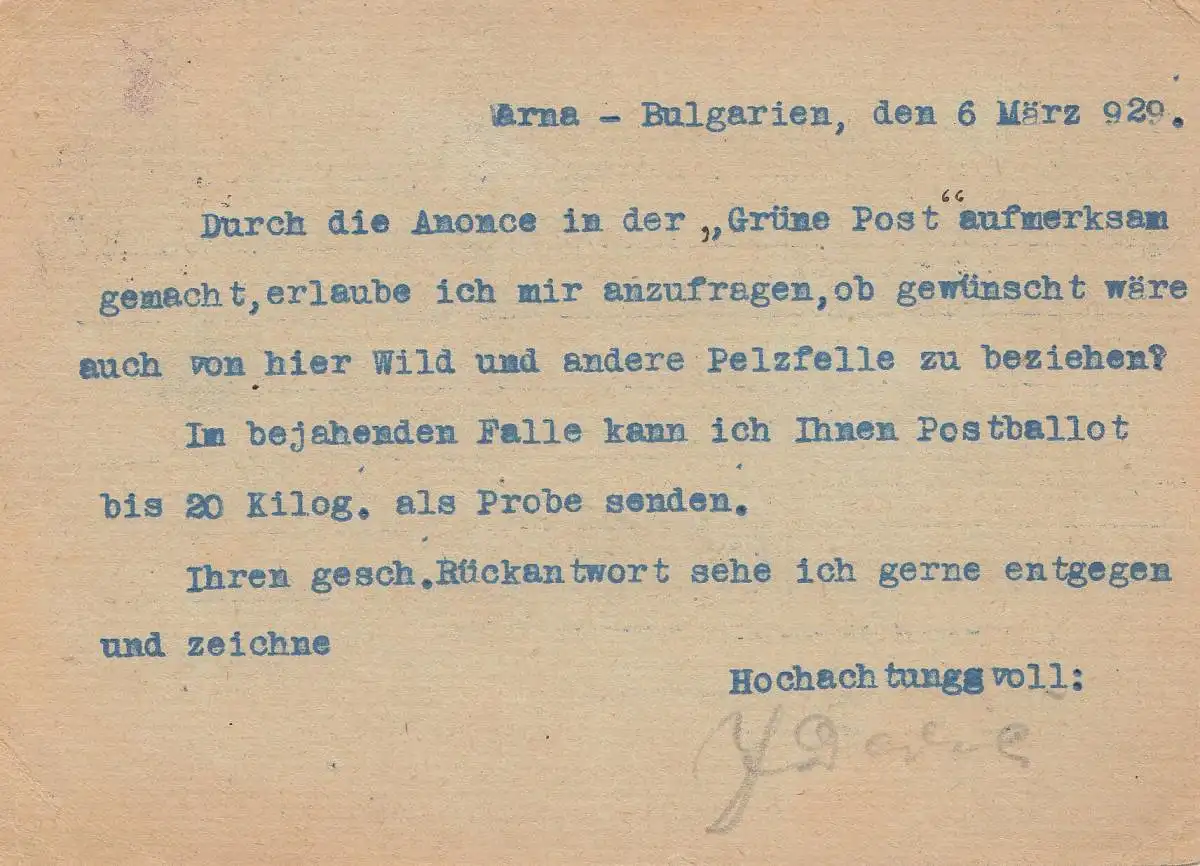 Varna - Bulgarien, den 6 März 929.
Durch die Anonce in der „Grüne Post“ aufmerksam
gemacht, erlaube ich mir anzufragen, ob gewünscht wäre
auch von hier Wild und andere Pelzfelle zu beziehen?
Im bejahenden Falle kann ich Ihnen Postballot
bis 20 Kilog. als Probe senden.
Ihren gesch. Rückantwort sehe ich gerne entgegen
und zeichne
Hochachtungsvoll: